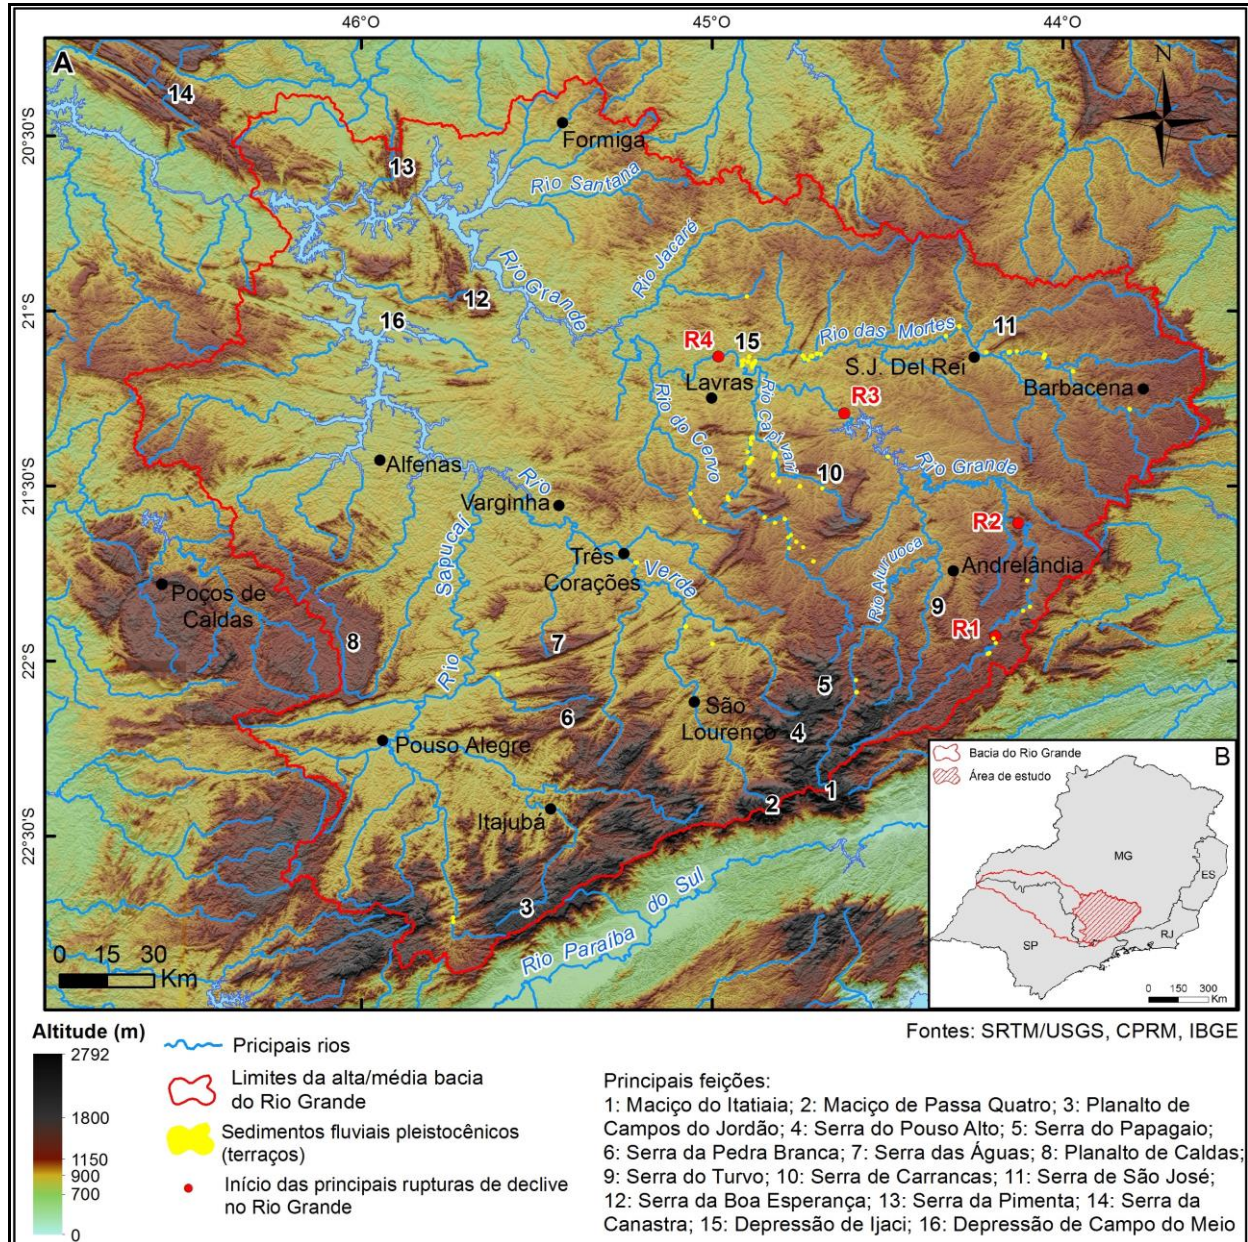 46°O
45°O
44°O
A
N
14
20°30'S
Formiga
13
Rio Santana
Rio Jacaré
Rio Grande
12
21°S
16
11
Rio das Mortes
R4
15
S.J. Del Rei
Lavras
R3
Barbacena
Rio do Cervo
Rio Capivari
Alfenas
Rio Grande
21°30'S
10
Rio
Varginha
R2
Sapucaí
Três
Corações
Verde
Rio Aiuruoca
Andrelândia
Poços de
Caldas
9
R1
8
7
22°S
Rio
5
São
Lourenço
6
4
Pouso Alegre
1
2
Itajubá
22°30'S
3
Rio Paraíba do Sul
0 15 30
Km
B
Bacia do Rio Grande
Área de estudo
MG
ES
SP
RJ
0 150 300
Km
Altitude (m)
2792
1800
1150
900
700
0
Pricipais rios
Limites da alta/média bacia
do Rio Grande
Sedimentos fluviais pleistocênicos
(terraços)
Início das principais rupturas de declive
no Rio Grande
Fontes: SRTM/USGS, CPRM, IBGE
Principais feições:
1: Maciço do Itatiaia; 2: Maciço de Passa Quatro; 3: Planalto de
Campos do Jordão; 4: Serra do Pouso Alto; 5: Serra do Papagaio;
6: Serra da Pedra Branca; 7: Serra das Águas; 8: Planalto de Caldas;
9: Serra do Turvo; 10: Serra de Carrancas; 11: Serra de São José;
12: Serra da Boa Esperança; 13: Serra da Pimenta; 14: Serra da
Canastra; 15: Depressão de Ijaci; 16: Depressão de Campo do Meio